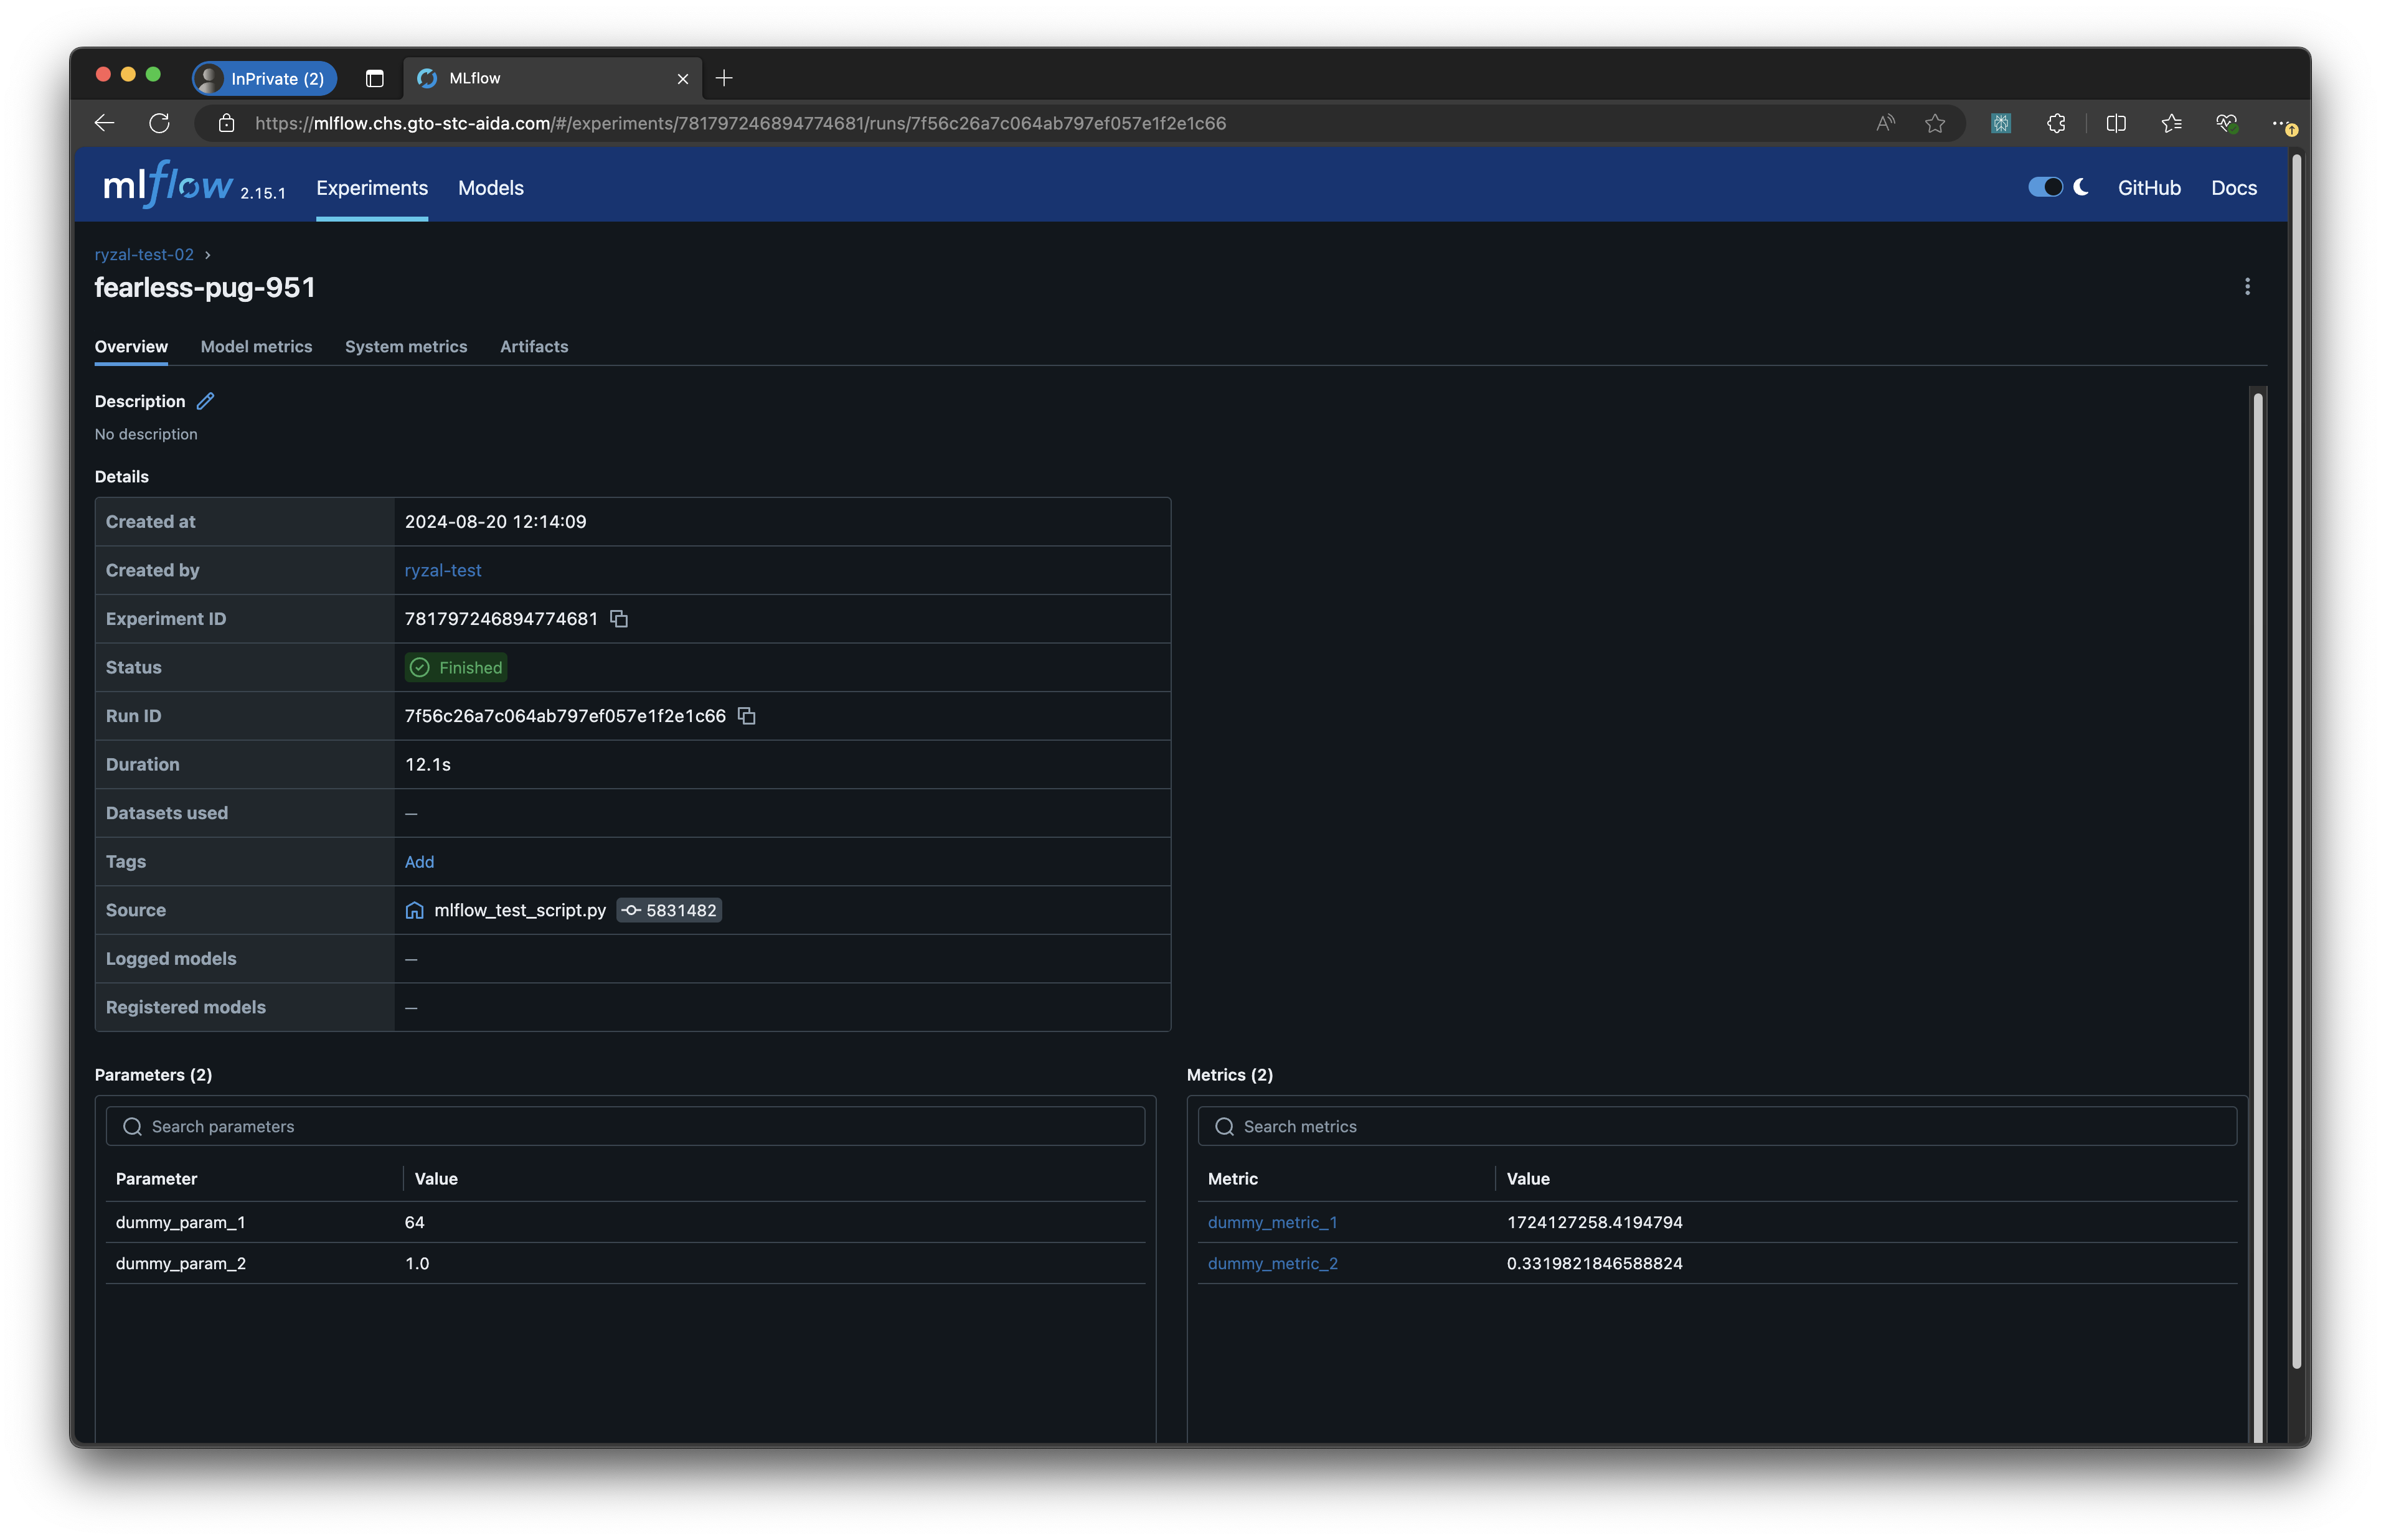 InPrivate (2)
MLflow
https://mlflow.chs.gto-stc-aida.com/#/experiments/781797246894774681/runs/7f56c26a7c064ab797ef057e1f2e1c66
mlflow 2.15.1 Experiments Models GitHub Docs
ryzal-test-02 >
fearless-pug-951
Overview Model metrics System metrics Artifacts
Description
No description
Details
Created at 2024-08-20 12:14:09
Created by ryzal-test
Experiment ID 781797246894774681
Status Finished
Run ID 7f56c26a7c064ab797ef057e1f2e1c66
Duration 12.1s
Datasets used —
Tags Add
Source mlflow_test_script.py 5831482
Logged models —
Registered models —
Parameters (2)
Search parameters
Parameter Value
dummy_param_1 64
dummy_param_2 1.0
Metrics (2)
Search metrics
Metric Value
dummy_metric_1 1724127258.4194794
dummy_metric_2 0.3319821846588824